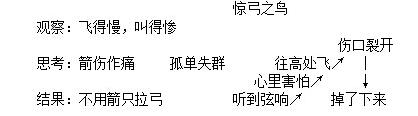 惊弓之鸟
观察：飞得慢，叫得惨
伤口裂开
思考：箭伤作痛 孤单失群 往高处飞↗ ↓
心里害怕↗
结果：不用箭只拉弓 听到弦响↗ 掉了下来